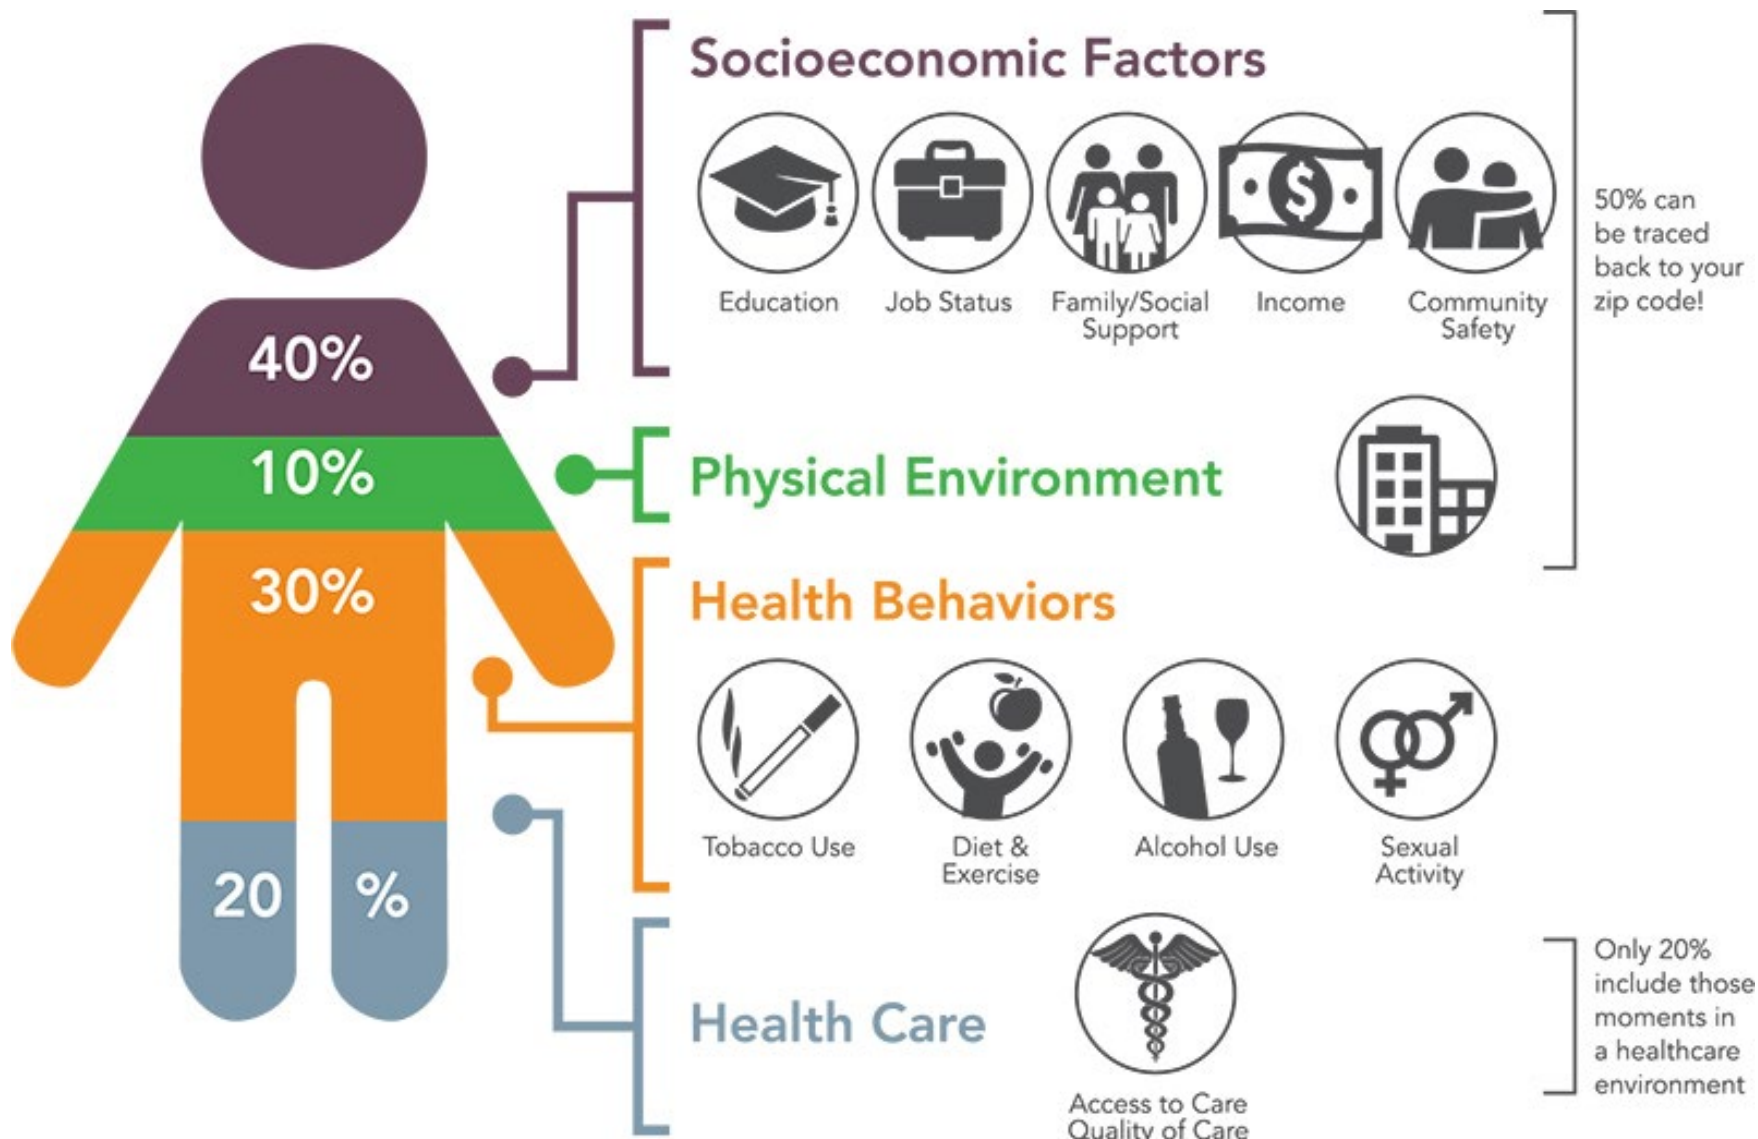 Socioeconomic Factors
Education
Job Status
Family/Social
Support
Income
Community
Safety
50% can
be traced
back to your
zip code!
40%
10%
Physical Environment
30%
Health Behaviors
Tobacco Use
Diet &
Exercise
Alcohol Use
Sexual
Activity
20 %
Health Care
Access to Care
Quality of Care
Only 20%
include those
moments in
a healthcare
environment